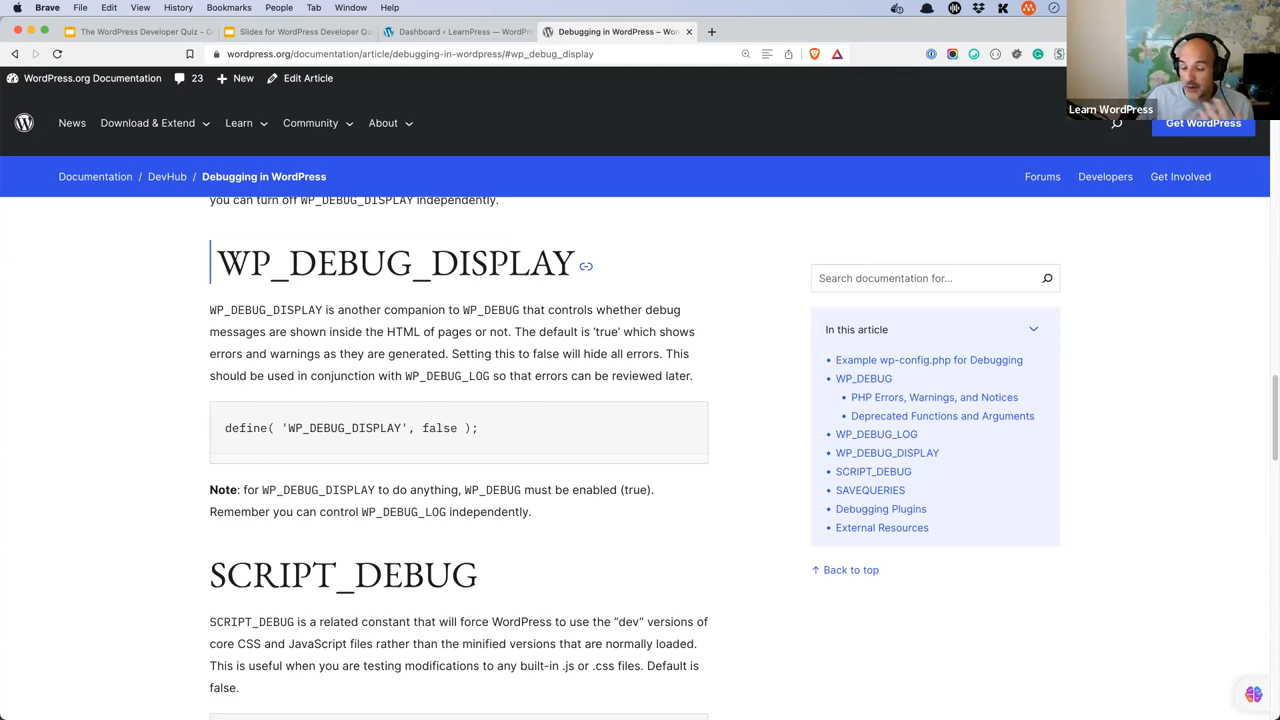 Brave File Edit View History Bookmarks People Tab Window Help
The WordPress Developer Quiz - G
Slides for WordPress Developer Qu
Dashboard ‹ LearnPress — WordPr
Debugging in WordPress – Wor
wordpress.org/documentation/article/debugging-in-wordpress/#wp_debug_display
WordPress.org Documentation 23 New Edit Article
Learn WordPress
News Download & Extend Learn Community About Get WordPress
Documentation / DevHub / Debugging in WordPress Forums Developers Get Involved
you can turn off WP_DEBUG_DISPLAY independently.
WP_DEBUG_DISPLAY
WP_DEBUG_DISPLAY is another companion to WP_DEBUG that controls whether debug
messages are shown inside the HTML of pages or not. The default is ‘true’ which shows
errors and warnings as they are generated. Setting this to false will hide all errors. This
should be used in conjunction with WP_DEBUG_LOG so that errors can be reviewed later.
define( 'WP_DEBUG_DISPLAY', false );
Note: for WP_DEBUG_DISPLAY to do anything, WP_DEBUG must be enabled (true).
Remember you can control WP_DEBUG_LOG independently.
SCRIPT_DEBUG
SCRIPT_DEBUG is a related constant that will force WordPress to use the “dev” versions of
core CSS and JavaScript files rather than the minified versions that are normally loaded.
This is useful when you are testing modifications to any built-in .js or .css files. Default is
false.
Search documentation for...
In this article
• Example wp-config.php for Debugging
• WP_DEBUG
• PHP Errors, Warnings, and Notices
• Deprecated Functions and Arguments
• WP_DEBUG_LOG
• WP_DEBUG_DISPLAY
• SCRIPT_DEBUG
• SAVEQUERIES
• Debugging Plugins
• External Resources
↑ Back to top